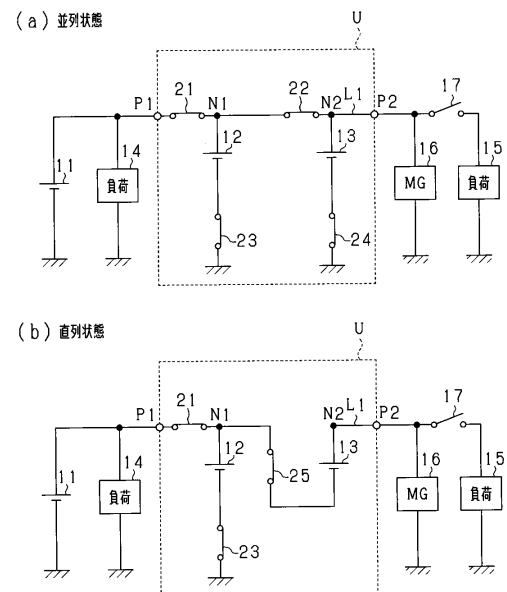 (a) 並列状態
U
P1 21 N1 22 N2 L1 P2 17
11 14 負荷 12 13 16 MG 15 負荷
23 24
(b) 直列状態
U
P1 21 N1 N2 L1 P2 17
11 14 負荷 12 25 13 16 MG 15 負荷
23